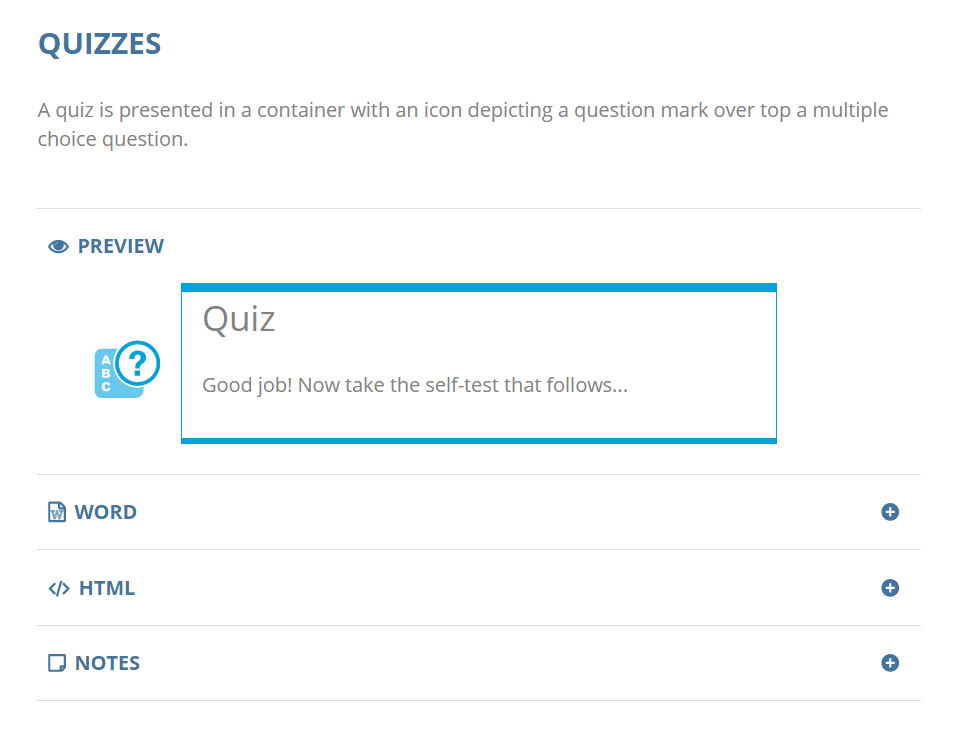 QUIZZES
A quiz is presented in a container with an icon depicting a question mark over top a multiple
choice question.
PREVIEW
Quiz
A
B
C
?
Good job! Now take the self-test that follows...
W
WORD
</> HTML
NOTES